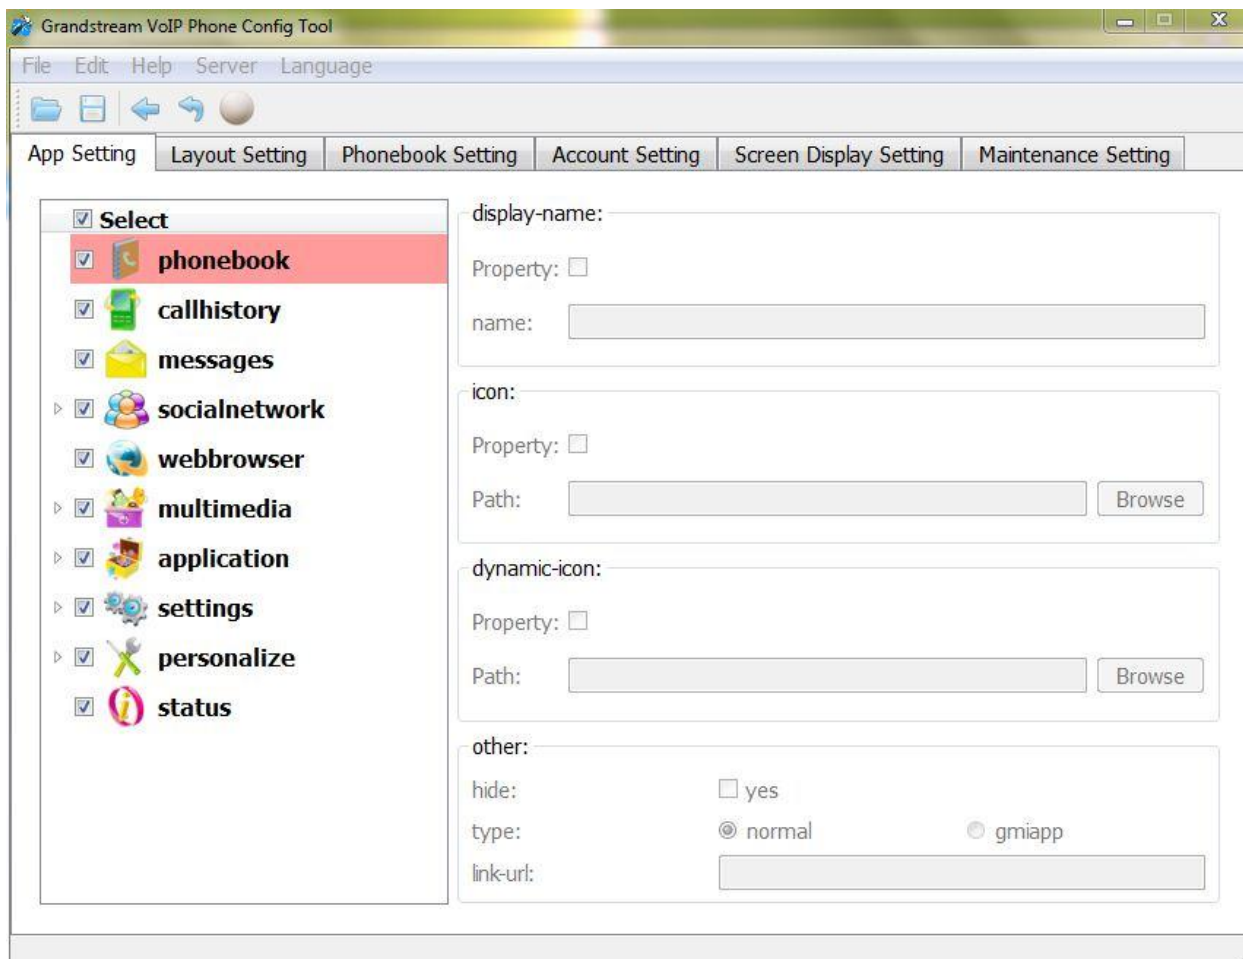 Grandstream VoIP Phone Config Tool
File Edit Help Server Language
App Setting Layout Setting Phonebook Setting Account Setting Screen Display Setting Maintenance Setting
Select
phonebook
callhistory
messages
socialnetwork
webbrowser
multimedia
application
settings
personalize
status
display-name:
Property:
name:
icon:
Property:
Path: Browse
dynamic-icon:
Property:
Path: Browse
other:
hide: yes
type: normal gmiapp
link-url: